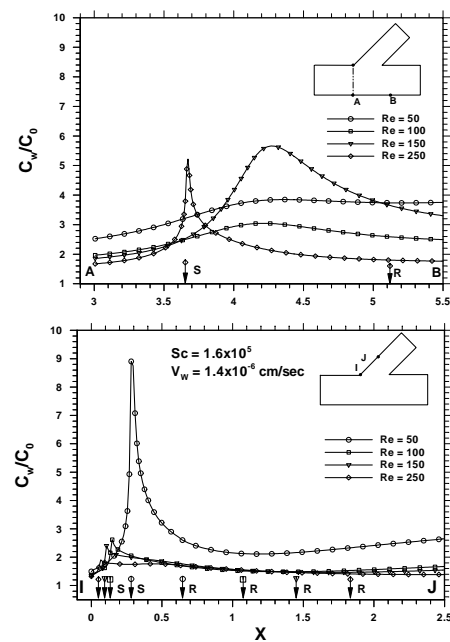 10
9
8
7
6
5
4
3
2
1
C_w/C_0
A B
Re = 50
Re = 100
Re = 150
Re = 250
A S R B
3 3.5 4 4.5 5 5.5
10
9
8
7
6
5
4
3
2
1
C_w/C_0
Sc = 1.6x10^5
V_W = 1.4x10^-6 cm/sec
J
I
Re = 50
Re = 100
Re = 150
Re = 250
I S S R R R R J
0.0 0.5 1.0 1.5 2.0 2.5
X